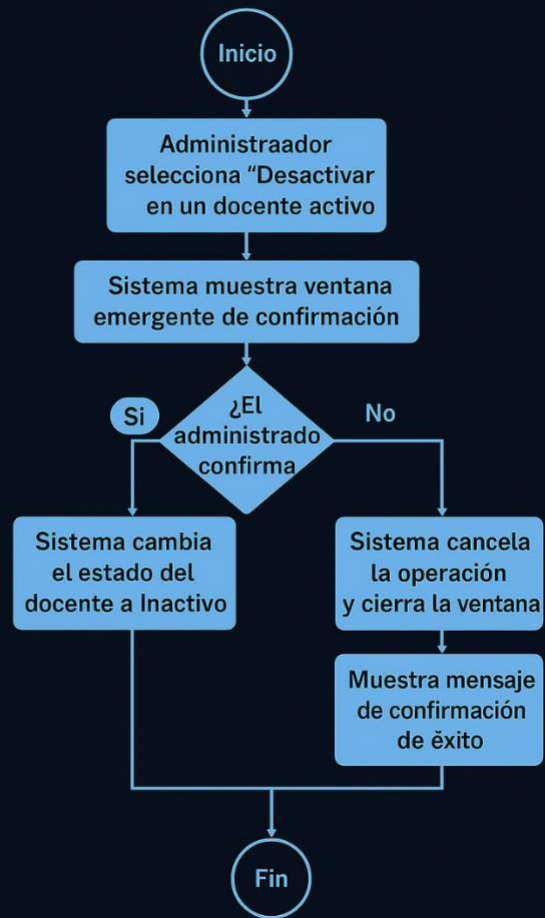 Inicio
Administraador
selecciona “Desactivar
en un docente activo
Sistema muestra ventana
emergente de confirmación
¿El
administrado
confirma
Si
No
Sistema cambia
el estado del
docente a Inactivo
Sistema cancela
la operación
y cierra la ventana
Muestra mensaje
de confirmación
de ĕxito
Fin